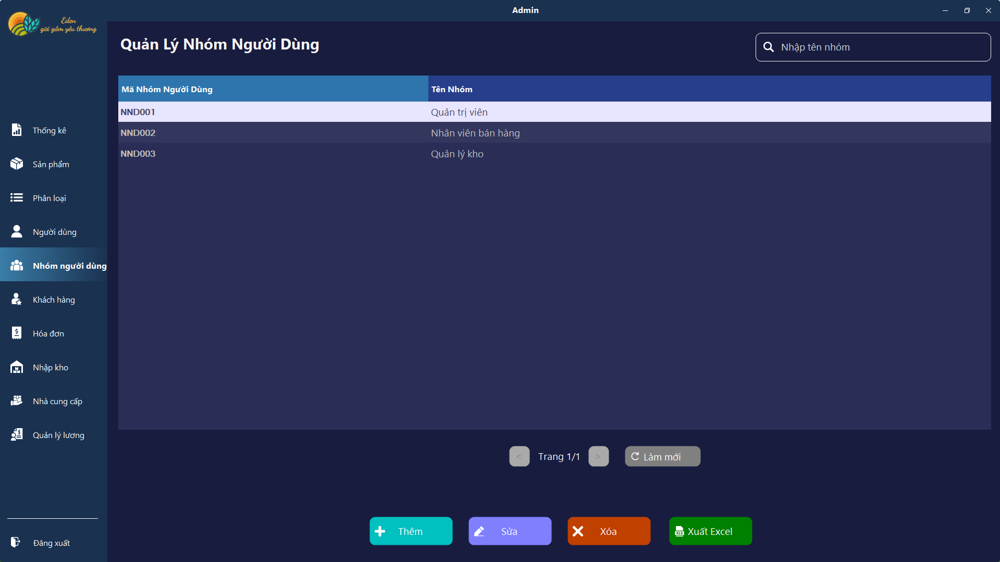 Admin
Eden
gửi gắm yêu thương
Quản Lý Nhóm Người Dùng
Nhập tên nhóm
Mã Nhóm Người Dùng Tên Nhóm
NND001 Quản trị viên
NND002 Nhân viên bán hàng
NND003 Quản lý kho
Thống kê
Sản phẩm
Phân loại
Người dùng
Nhóm người dùng
Khách hàng
Hóa đơn
Nhập kho
Nhà cung cấp
Quản lý lương
Đăng xuất
< Trang 1/1 > Làm mới
Thêm Sửa Xóa XLS Xuất Excel